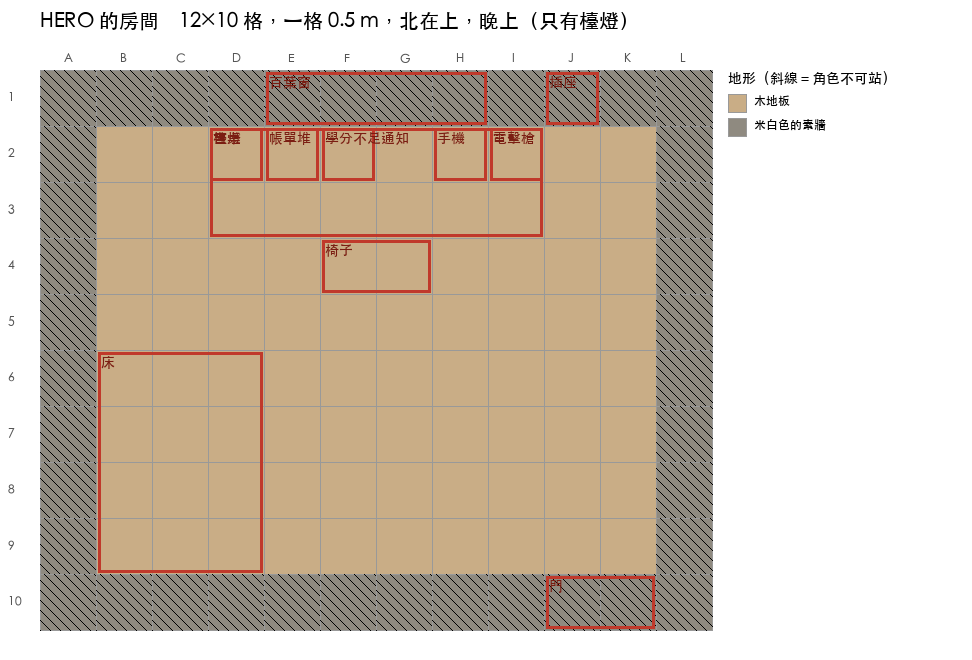 HERO 的房間　12×10 格，一格 0.5 m，北在上，晚上（只有檯燈）
A B C D E F G H I J K L
地形（斜線＝角色不可站）
木地板
米白色的素牆
1
百葉窗 插座
2
帳單堆 學分不足通知 手機 電擊槍
3
4
椅子
5
6
床
7
8
9
10
門